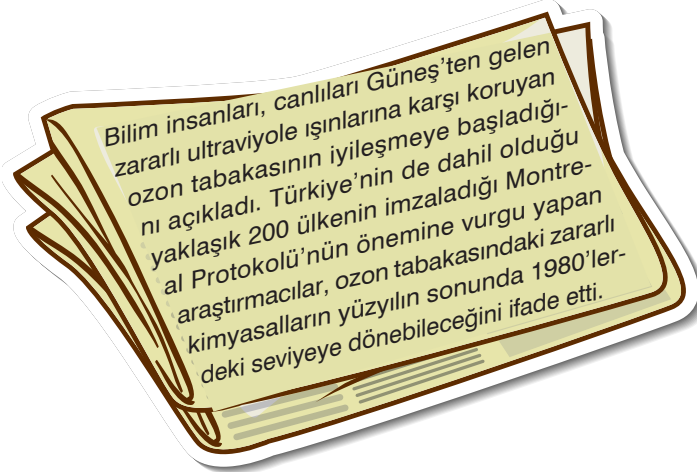 Bilim insanları, canlıları Güneş’ten gelen
zararlı ultraviyole ışınlarına karşı koruyan
ozon tabakasının iyileşmeye başladığı-
nı açıkladı. Türkiye’nin de dahil olduğu
yaklaşık 200 ülkenin imzaladığı Montre-
al Protokolü’nün önemine vurgu yapan
araştırmacılar, ozon tabakasındaki zararlı
kimyasalların yüzyılın sonunda 1980’ler-
deki seviyeye dönebileceğini ifade etti.